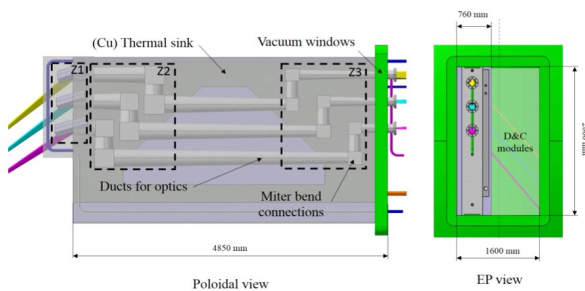 760 mm
(Cu) Thermal sink
Vacuum windows
Z1
Z2
Z3
D&C
modules
Ducts for optics
Miter bend
connections
4850 mm
1600 mm
Poloidal view
EP view